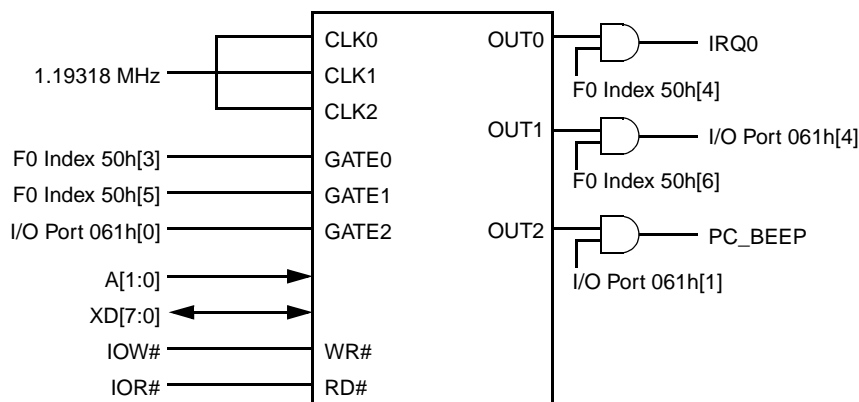 CLK0
OUT0
IRQ0
1.19318 MHz
CLK1
F0 Index 50h[4]
CLK2
OUT1
I/O Port 061h[4]
F0 Index 50h[3]
GATE0
F0 Index 50h[6]
F0 Index 50h[5]
GATE1
I/O Port 061h[0]
GATE2
OUT2
PC_BEEP
A[1:0]
I/O Port 061h[1]
XD[7:0]
IOW#
WR#
IOR#
RD#